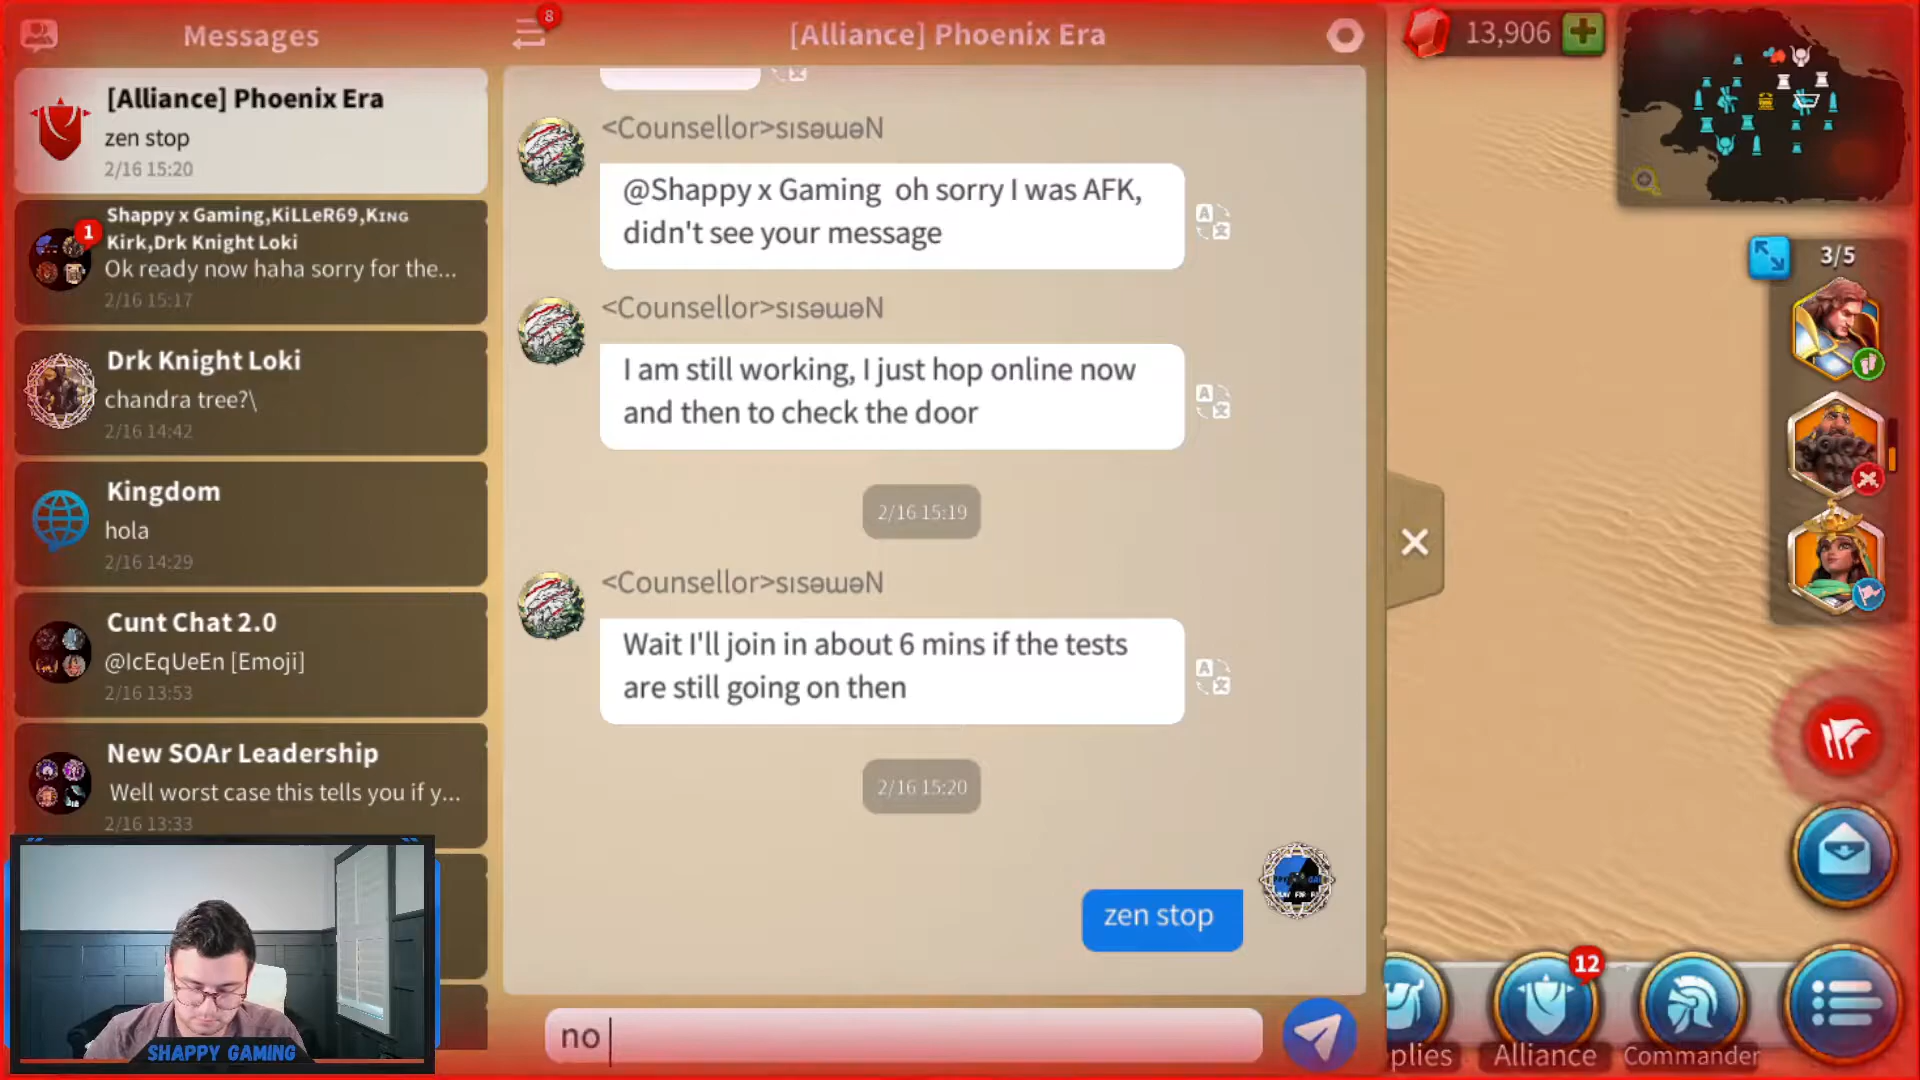 Messages
[Alliance] Phoenix Era
zen stop
2/16 15:20
1
Shappy x Gaming,KiLLeR69,King
Kirk,Drk Knight Loki
Ok ready now haha sorry for the...
2/16 15:17
Drk Knight Loki
chandra tree?\
2/16 14:42
Kingdom
hola
2/16 14:29
Cunt Chat 2.0
@IcEqUeEn [Emoji]
2/16 13:53
New SOAr Leadership
Well worst case this tells you if y...
2/16 13:33
SHAPPY GAMING
8
[Alliance] Phoenix Era
<Counsellor>sısǝɯǝN
@Shappy x Gaming  oh sorry I was AFK,
didn't see your message
<Counsellor>sısǝɯǝN
I am still working, I just hop online now
and then to check the door
2/16 15:19
<Counsellor>sısǝɯǝN
Wait I'll join in about 6 mins if the tests
are still going on then
2/16 15:20
zen stop
no
13,906
3/5
12
plies
Alliance
Commander